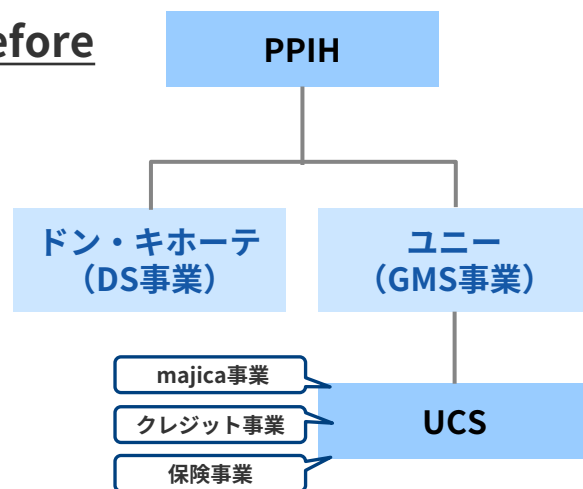 efore
PPIH
ドン・キホーテ
（DS事業）
ユニー
（GMS事業）
majica事業
クレジット事業
保険事業
UCS